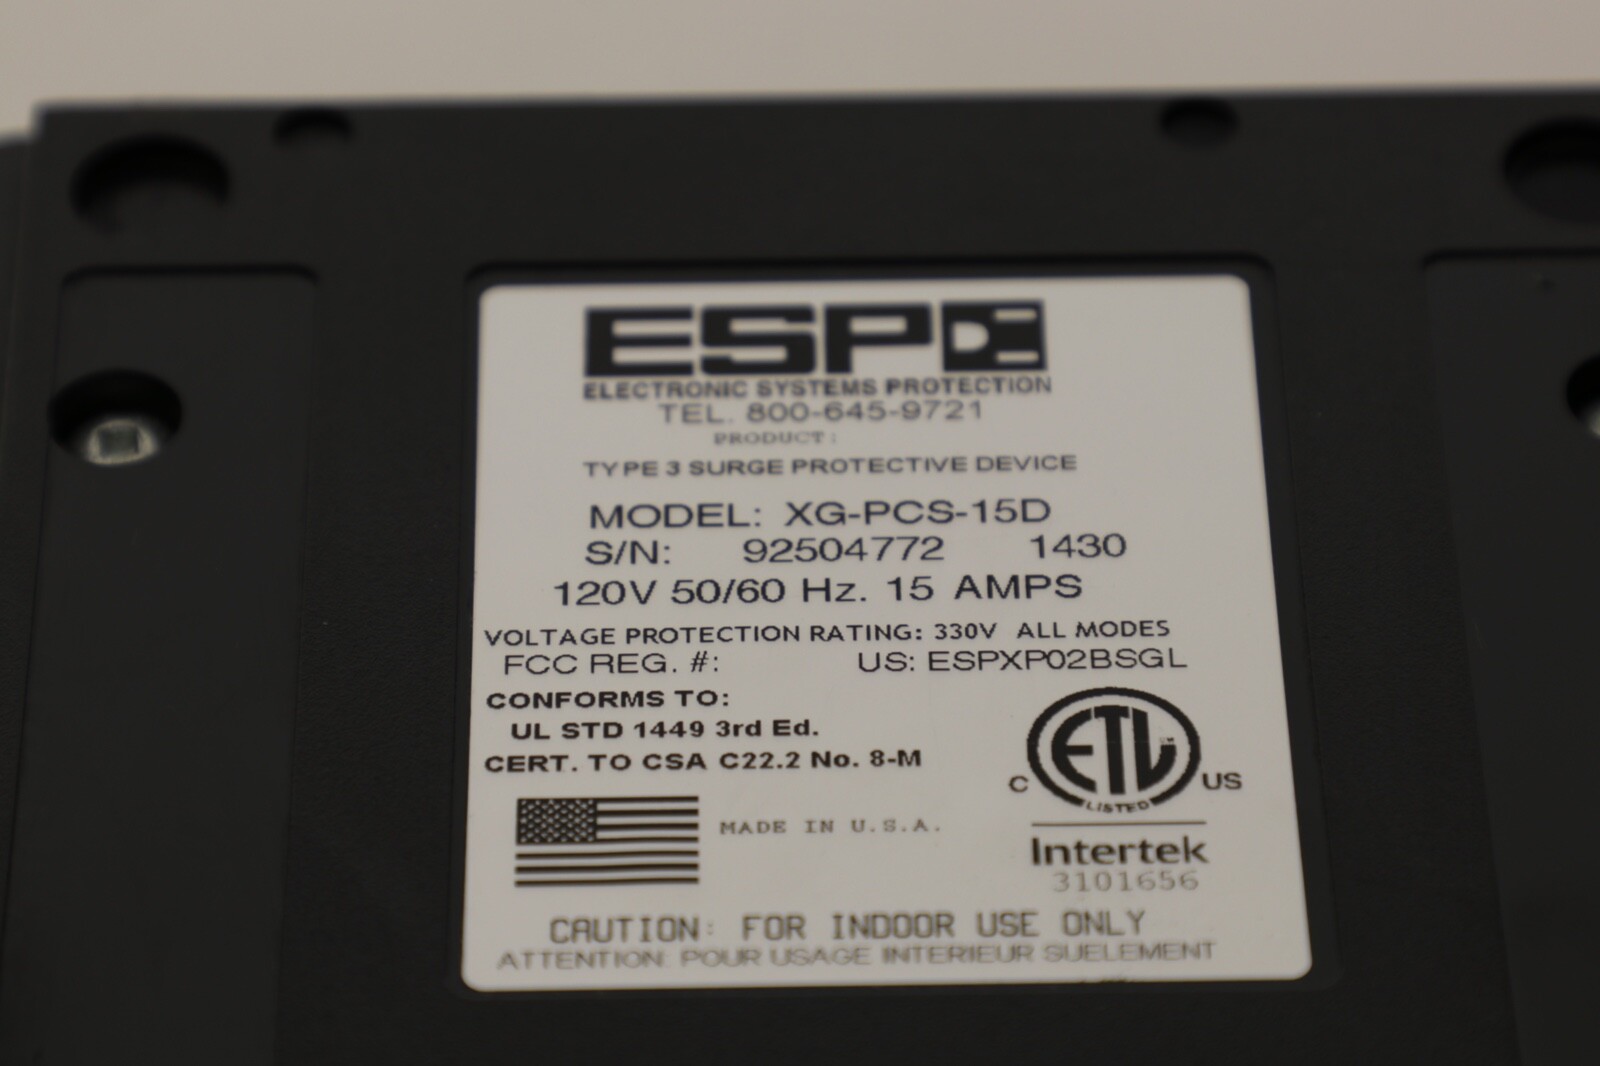 ESP
ELECTRONIC SYSTEMS PROTECTION
TEL. 800-645-9721
PRODUCT:
TYPE 3 SURGE PROTECTIVE DEVICE
MODEL: XG-PCS-15D
S/N: 92504772 1430
120V 50/60 Hz. 15 AMPS
VOLTAGE PROTECTION RATING: 330V ALL MODES
FCC REG. #: US: ESPXP02BSGL
CONFORMS TO:
UL STD 1449 3rd Ed.
CERT. TO CSA C22.2 No. 8-M
MADE IN U.S.A.
ETL
C LISTED US
Intertek
3101656
CAUTION: FOR INDOOR USE ONLY
ATTENTION: POUR USAGE INTERIEUR SUELEMENT